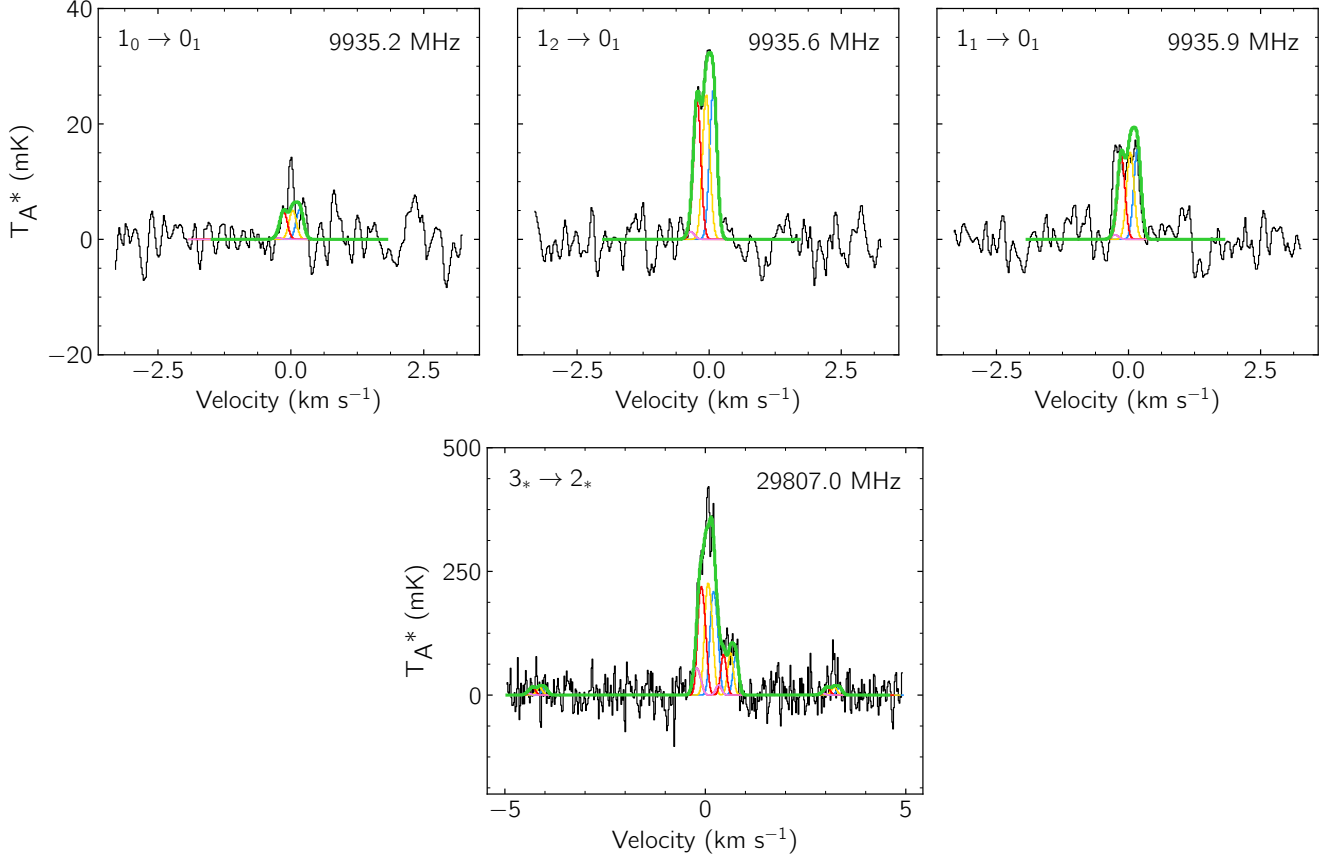 1₀ → 0₁ 9935.2 MHz
1₂ → 0₁ 9935.6 MHz
1₁ → 0₁ 9935.9 MHz
40
20
0
−20
T_A* (mK)
−2.5 0.0 2.5
−2.5 0.0 2.5
−2.5 0.0 2.5
Velocity (km s⁻¹)
Velocity (km s⁻¹)
Velocity (km s⁻¹)
3⁎ → 2⁎ 29807.0 MHz
500
250
0
T_A* (mK)
−5 0 5
Velocity (km s⁻¹)